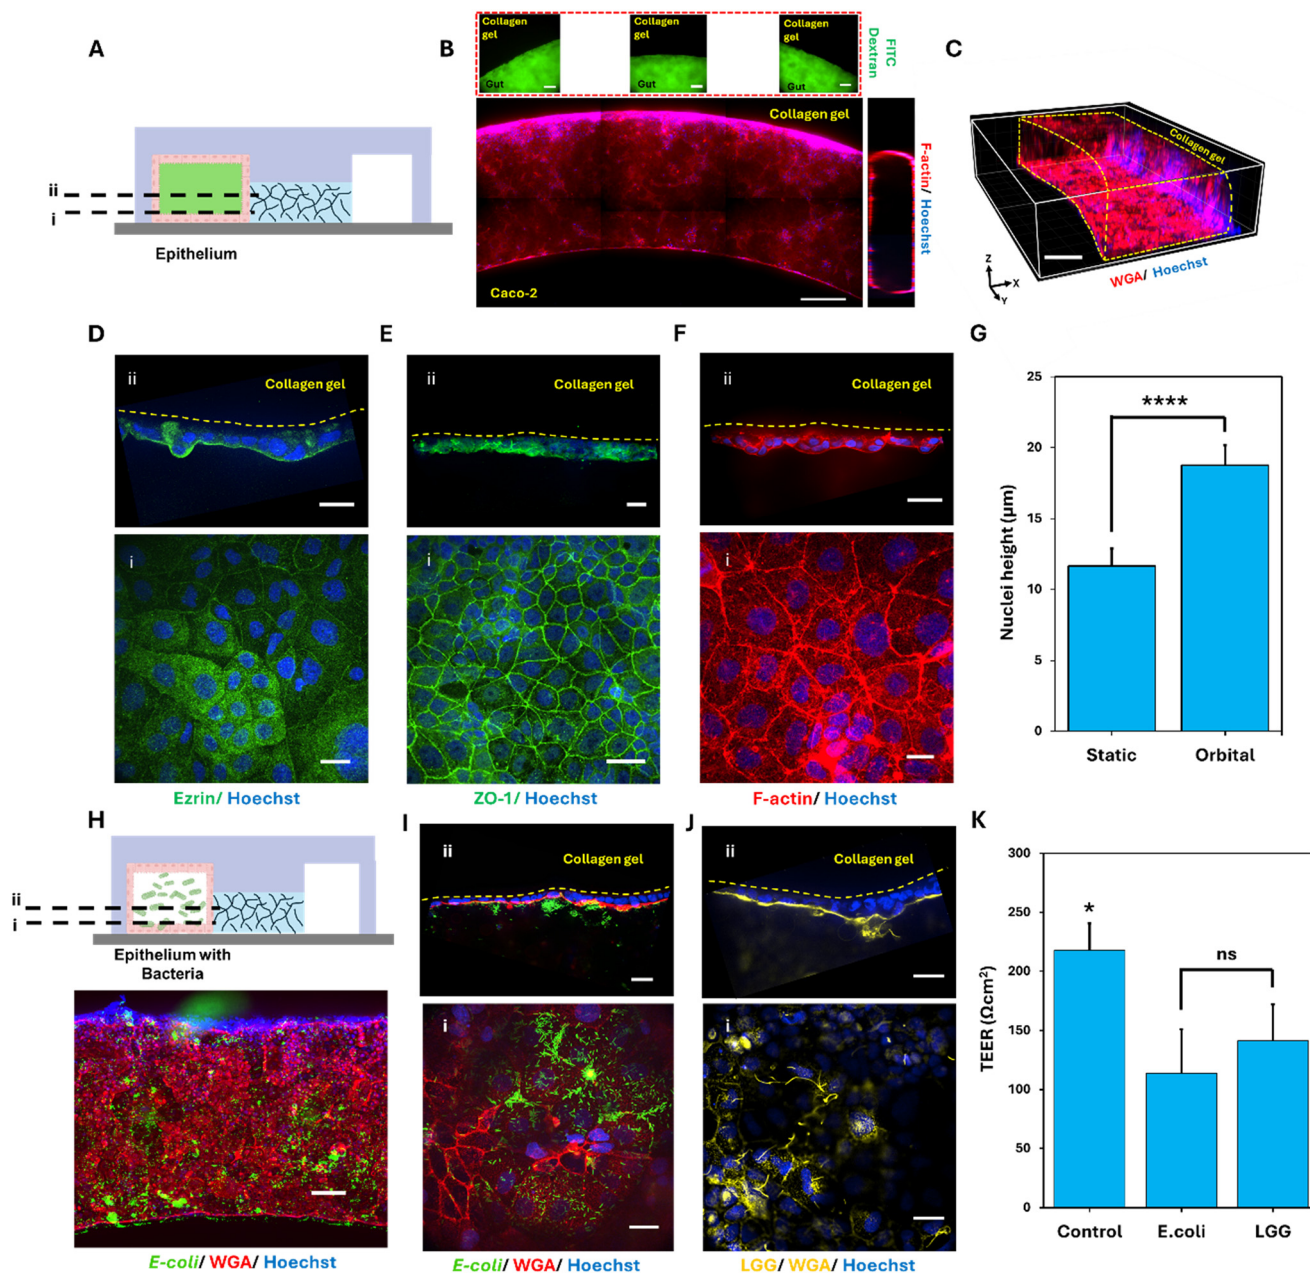 A
ii
i
Epithelium
B
Collagen
gel
Gut
Collagen
gel
Gut
Collagen
gel
Gut
FITC
Dextran
Collagen gel
Caco-2
F-actin/ Hoechst
C
Collagen gel
Z
X
Y
WGA/ Hoechst
D
ii
Collagen gel
i
Ezrin/ Hoechst
E
ii
Collagen gel
i
ZO-1/ Hoechst
F
ii
Collagen gel
i
F-actin/ Hoechst
G
Nuclei height (µm)
25
20
15
10
5
0
****
Static
Orbital
H
ii
i
Epithelium with
Bacteria
E-coli/ WGA/ Hoechst
I
ii
Collagen gel
i
E-coli/ WGA/ Hoechst
J
ii
Collagen gel
i
LGG/ WGA/ Hoechst
K
TEER (Ωcm²)
300
250
200
150
100
50
0
*
ns
Control
E.coli
LGG